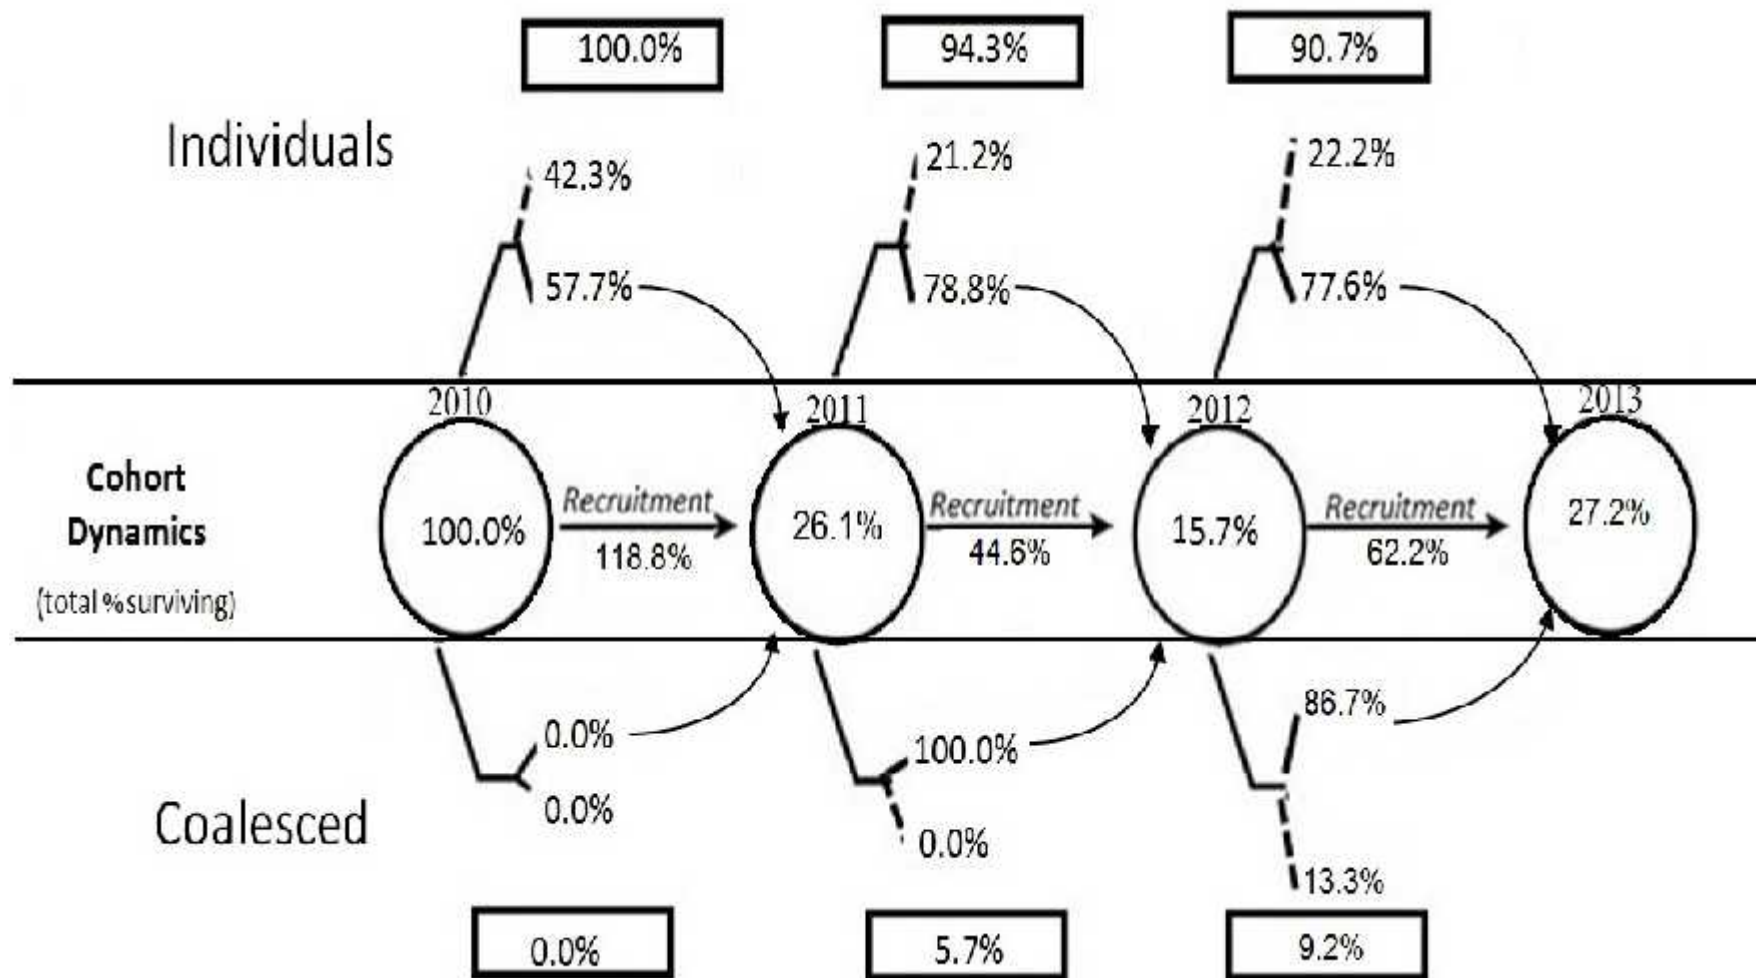 100.0% 94.3% 90.7%
Individuals
42.3% 21.2% 22.2%
57.7% 78.8% 77.6%
2010 2011 2012 2013
Cohort
Dynamics
(total % surviving)
100.0% Recruitment 26.1% Recruitment 15.7% Recruitment 27.2%
118.8% 44.6% 62.2%
0.0% 100.0% 86.7%
0.0% 0.0% 13.3%
Coalesced
0.0% 5.7% 9.2%